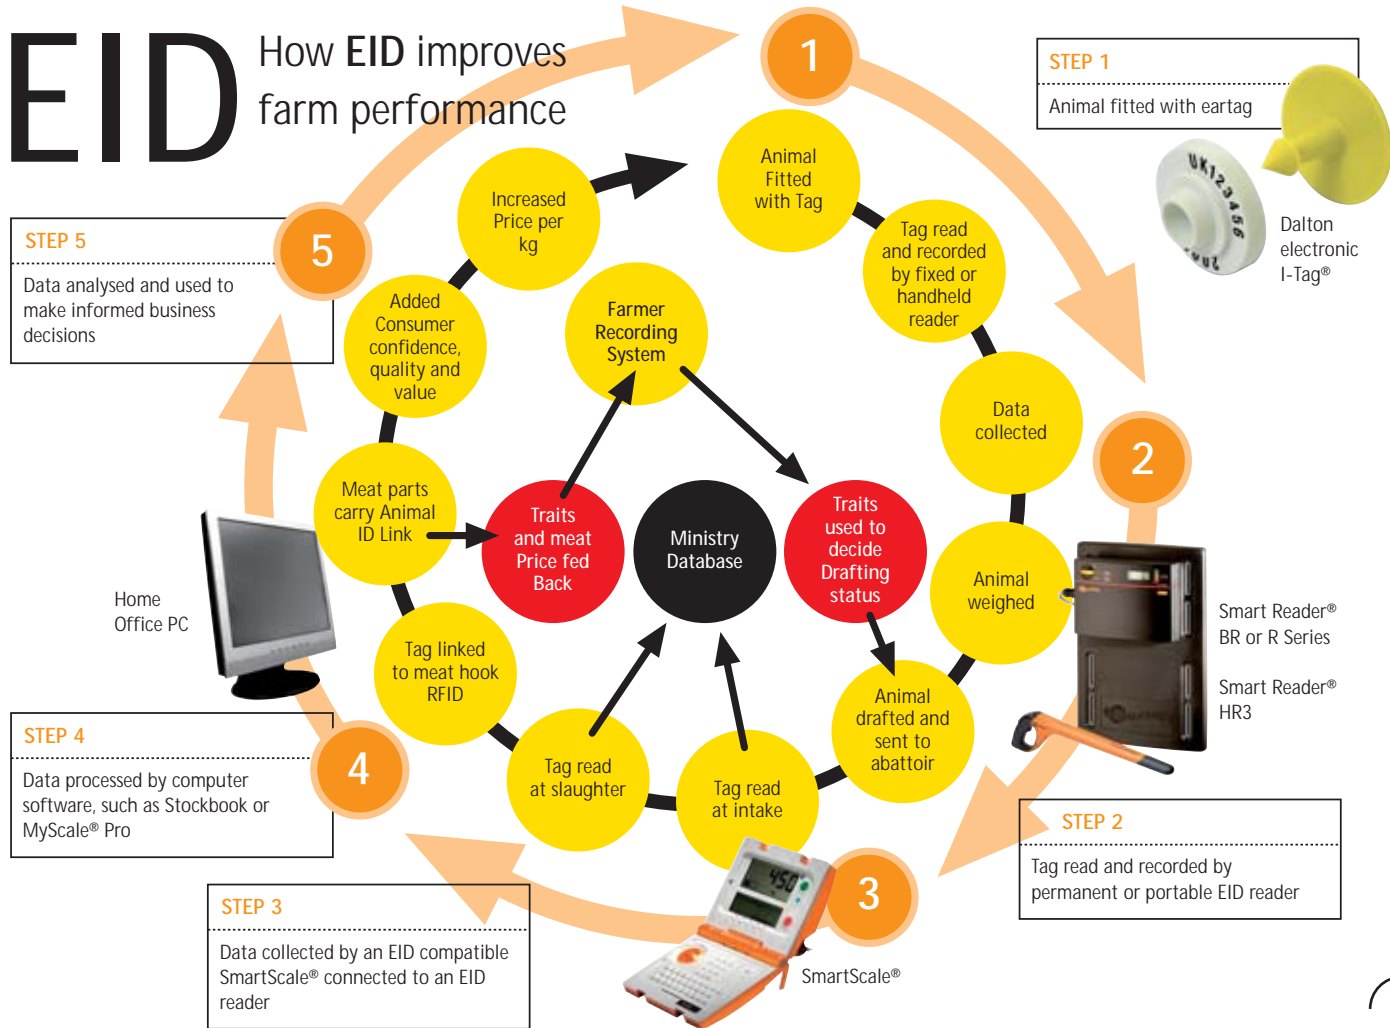 EID
How EID improves
farm performance
1
STEP 1
Animal fitted with eartag
UK123456
Dalton
electronic
I-Tag®
Animal
Fitted
with Tag
Tag read
and recorded
by fixed or
handheld
reader
Data
collected
Animal
weighed
Animal
drafted and
sent to
abattoir
Tag read
at intake
Tag read
at slaughter
Tag linked
to meat hook
RFID
Meat parts
carry Animal
ID Link
Added
Consumer
confidence,
quality and
value
Increased
Price per
kg
Farmer
Recording
System
Traits
and meat
Price fed
Back
Ministry
Database
Traits
used to
decide
Drafting
status
2
Smart Reader®
BR or R Series
Smart Reader®
HR3
STEP 2
Tag read and recorded by
permanent or portable EID reader
3
450
SmartScale®
STEP 3
Data collected by an EID compatible
SmartScale® connected to an EID
reader
4
STEP 4
Data processed by computer
software, such as Stockbook or
MyScale® Pro
Home
Office PC
5
STEP 5
Data analysed and used to
make informed business
decisions